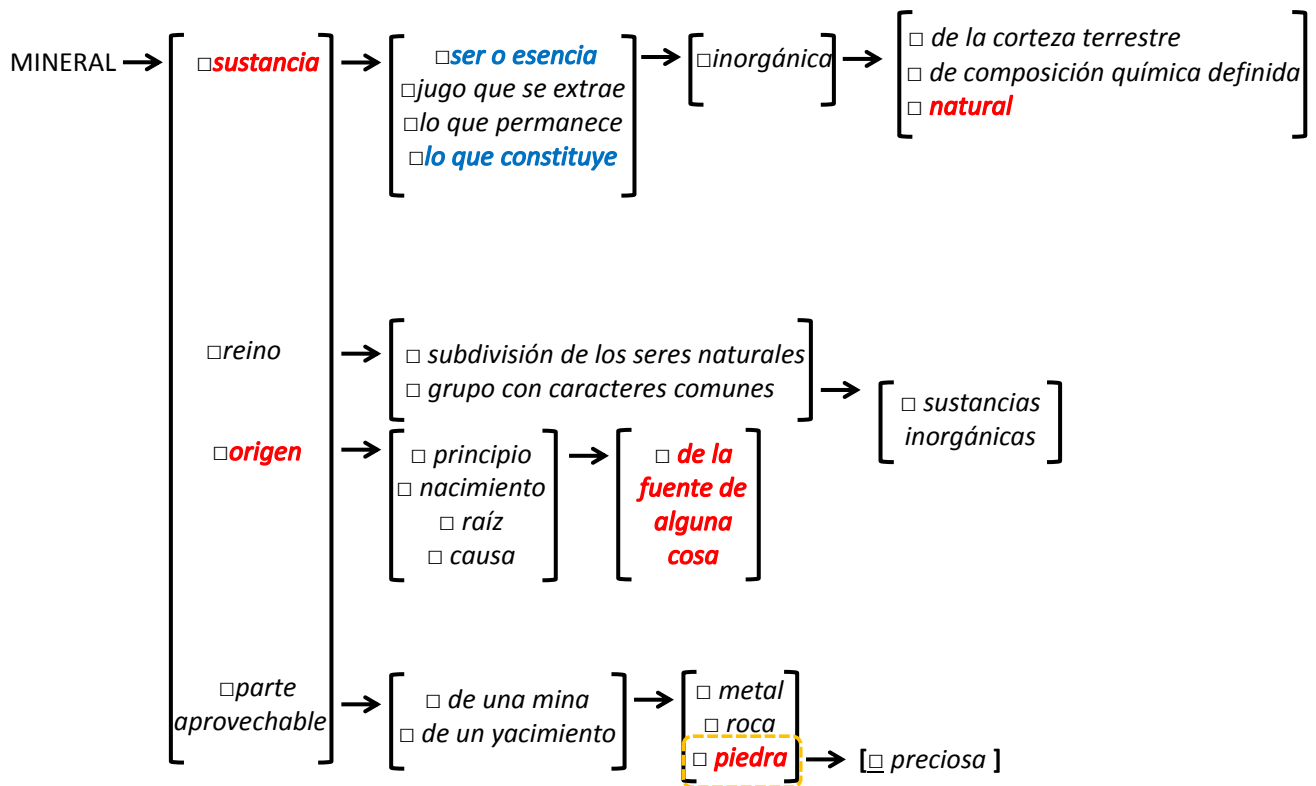 MINERAL
□sustancia
□ser o esencia
□jugo que se extrae
□lo que permanece
□lo que constituye
□inorgánica
□ de la corteza terrestre
□ de composición química definida
□ natural
□reino
□ subdivisión de los seres naturales
□ grupo con caracteres comunes
□ sustancias
inorgánicas
□origen
□ principio
□ nacimiento
□ raíz
□ causa
□ de la
fuente de
alguna
cosa
□parte
aprovechable
□ de una mina
□ de un yacimiento
□ metal
□ roca
□ piedra
[□ preciosa ]